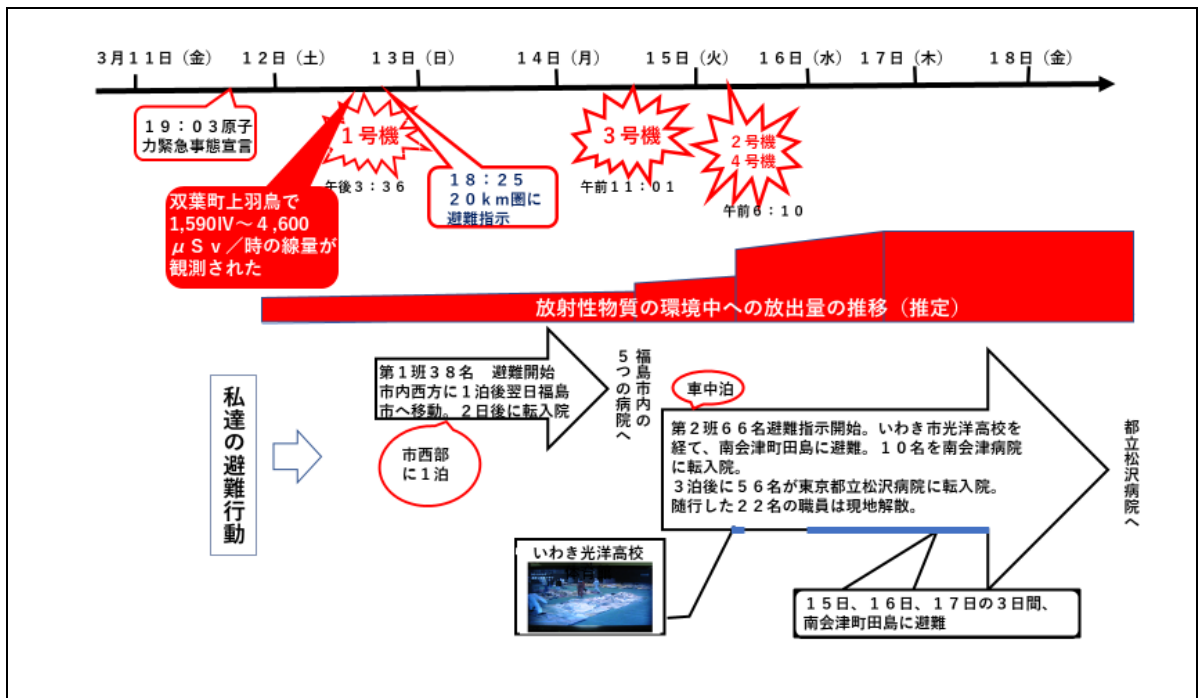 3月11日（金）　12日（土）　13日（日）　14日（月）　15日（火）　16日（水）　17日（木）　18日（金）
１９：０３原子
力緊急事態宣言
１号機
午後３：３６
双葉町上羽鳥で
1,590Ⅳ～４,600
μＳｖ／時の線量が
観測された
１８：２５
２０ｋｍ圏に
避難指示
３号機
午前１１：０１
２号機
４号機
午前６：１０
放射性物質の環境中への放出量の推移（推定）
私達の避難行動
第１班３８名　避難開始
市内西方に１泊後翌日福島
市へ移動。２日後に転入院
市西部
に１泊
福島市内の
５つの病院へ
車中泊
第２班６６名避難指示開始。いわき市光洋高校を
経て、南会津町田島に避難。１０名を南会津病院
に転入院。
３泊後に５６名が東京都立松沢病院に転入院。
随行した２２名の職員は現地解散。
都立松沢病院へ
いわき光洋高校
１５日、１６日、１７日の３日間、
南会津町田島に避難